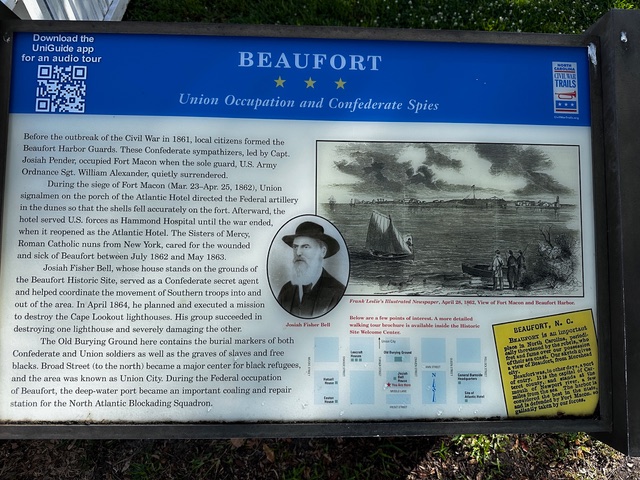 Download the
UniGuide app
for an audio tour
BEAUFORT
Union Occupation and Confederate Spies
NORTH
CAROLINA
CIVIL WAR
TRAILS
Before the outbreak of the Civil War in 1861, local citizens formed the
Beaufort Harbor Guards. These Confederate sympathizers, led by Capt.
Josiah Pender, occupied Fort Macon when the sole guard, U.S. Army
Ordnance Sgt. William Alexander, quietly surrendered.
During the siege of Fort Macon (Mar. 23–Apr. 25, 1862), Union
signalmen on the porch of the Atlantic Hotel directed the Federal artillery
in the dunes so that the shells fell accurately on the fort. Afterward, the
hotel served U.S. forces as Hammond Hospital until the war ended,
when it reopened as the Atlantic Hotel. The Sisters of Mercy,
Roman Catholic nuns from New York, cared for the wounded
and sick of Beaufort between July 1862 and May 1863.
Josiah Fisher Bell, whose house stands on the grounds of
the Beaufort Historic Site, served as a Confederate secret agent
and helped coordinate the movement of Southern troops into and
out of the area. In April 1864, he planned and executed a mission
to destroy the Cape Lookout lighthouses. His group succeeded in
destroying one lighthouse and severely damaging the other.
The Old Burying Ground here contains the burial markers of both
Confederate and Union soldiers as well as the graves of slaves and free
blacks. Broad Street (to the north) became a major center for black refugees,
and the area was known as Union City. During the Federal occupation
of Beaufort, the deep-water port became an important coaling and repair
station for the North Atlantic Blockading Squadron.
Josiah Fisher Bell
Frank Leslie's Illustrated Newspaper, April 26, 1862, View of Fort Macon and Beaufort Harbor.
Below are a few points of interest. A more detailed
walking tour brochure is available inside the Historic
Site Welcome Center.
Union City
Old Burying Ground
You Are Here
BEAUFORT, N. C.
BEAUFORT is an important
place in North Carolina,